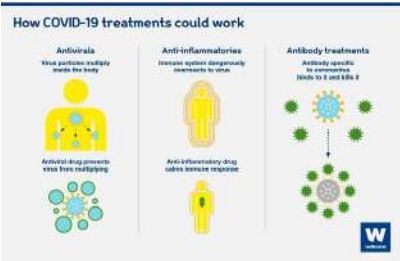 How COVID-19 treatments could work
Antivirals
Virus particles multiply
inside the body
Antiviral drug prevents
virus from multiplying
Anti-inflammatories
Immune system dangerously
overreacts to virus
Anti-inflammatory drug
calms immune response
Antibody treatments
Antibody specific
to coronavirus
binds to it and kills it
W
wellcome